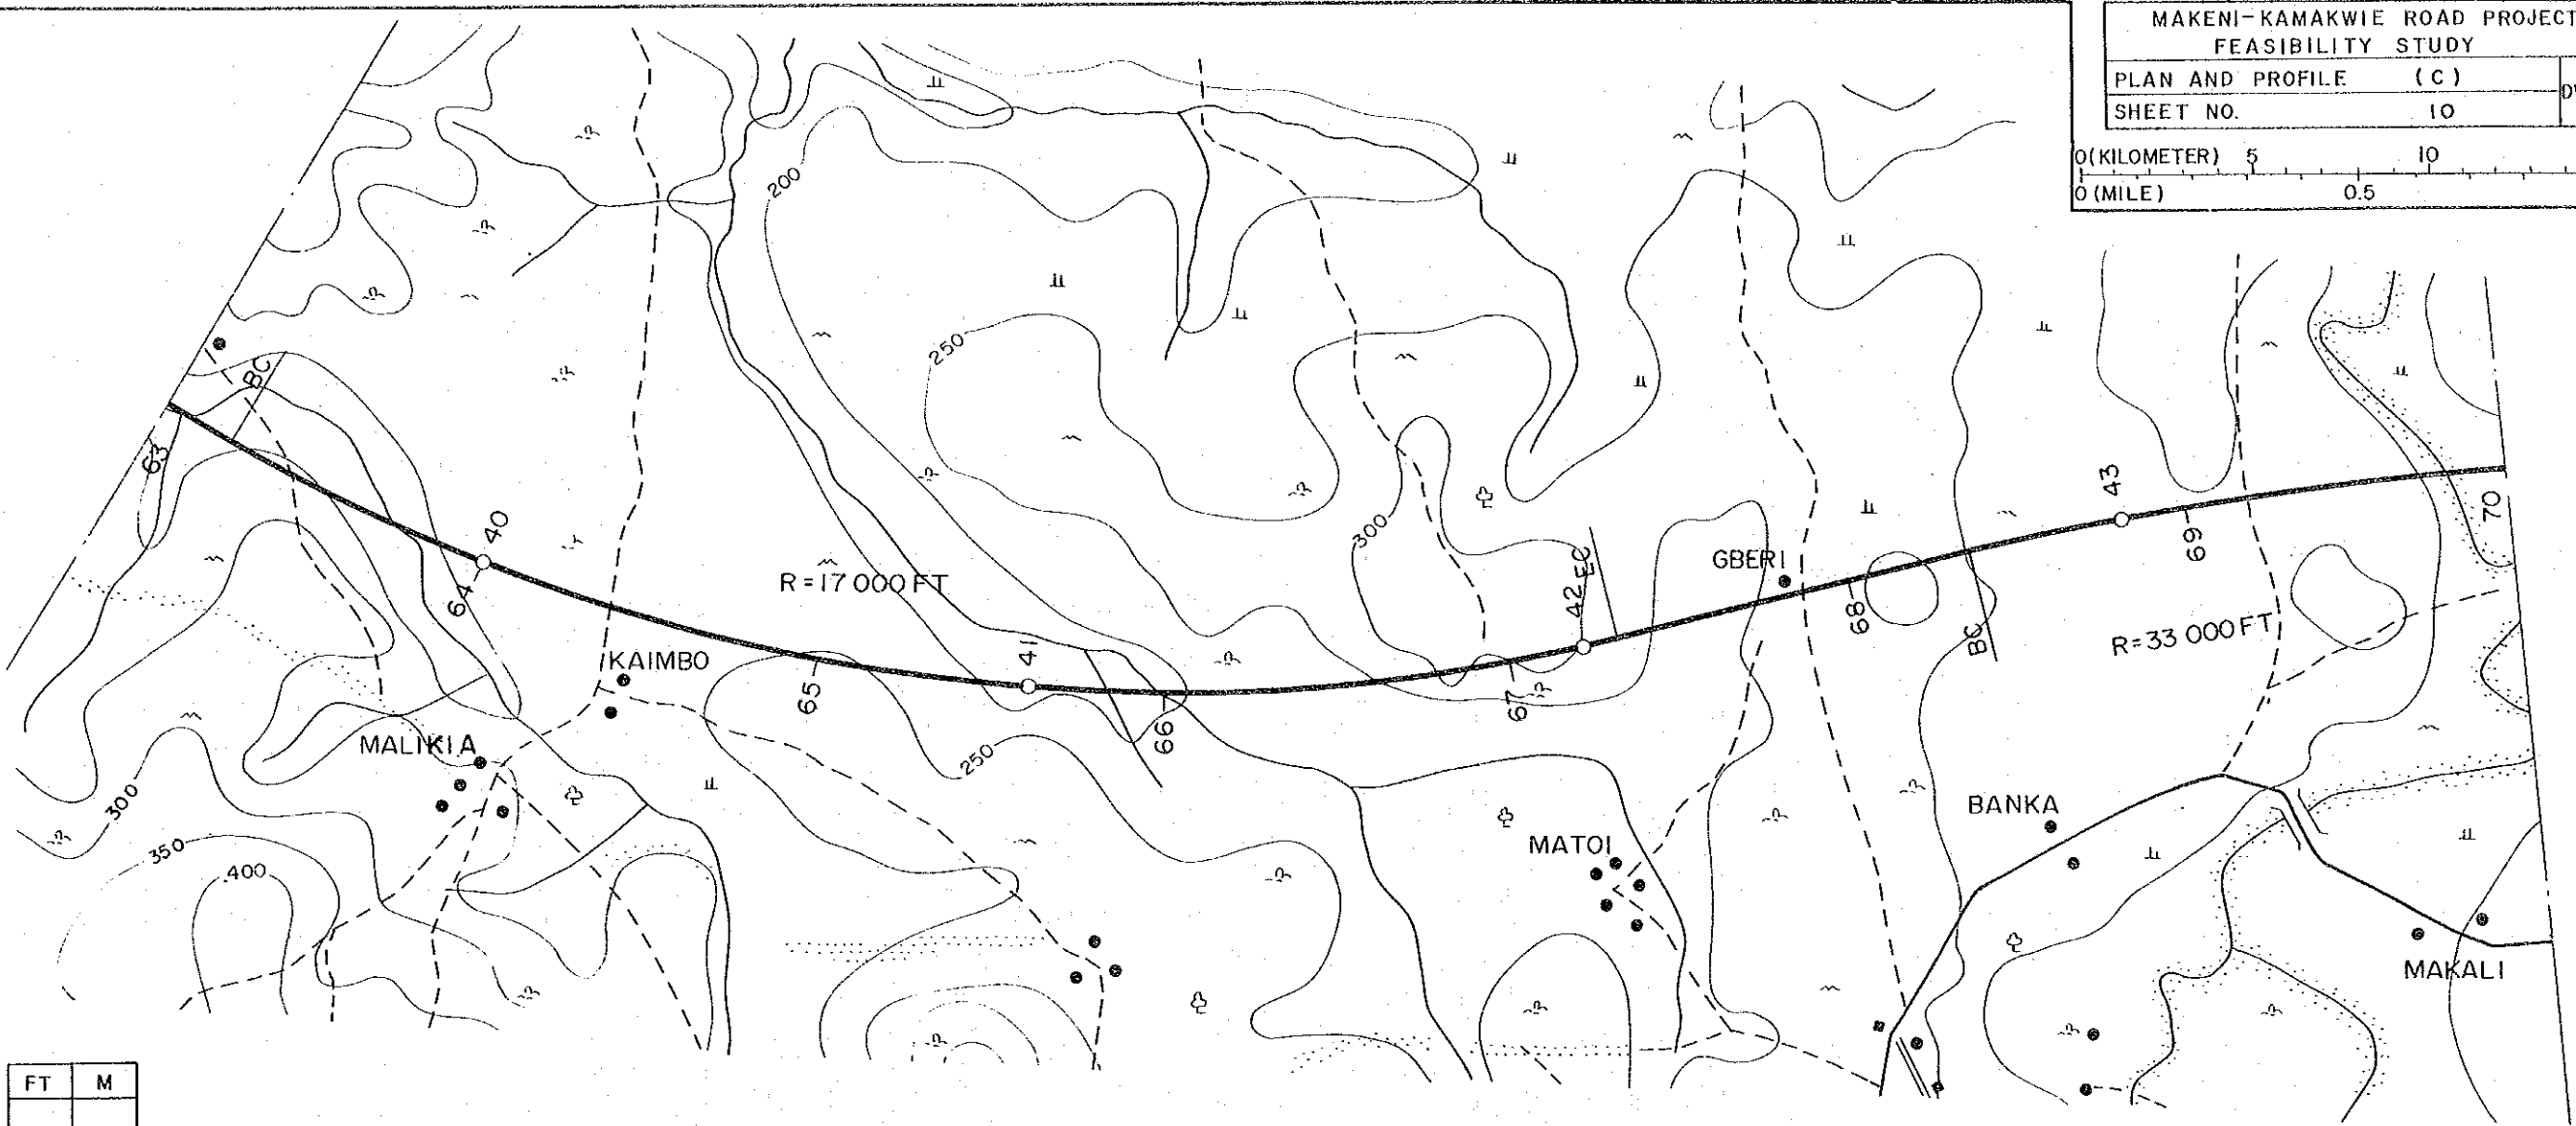 MAKENI-KAMAKWIE ROAD PROJECT
FEASIBILITY STUDY
PLAN AND PROFILE (C)
SHEET NO. 10
0(KILOMETER) 5 10
0 (MILE) 0.5
200
250
BC
63
40
64
R=17 000 FT
300
42 EC
GBERI
68
BC
43
69
70
R=33 000 FT
KAIMBO
65
41
66
67
250
MALIKIA
300
350
400
MATOI
BANKA
MAKALI
FT M